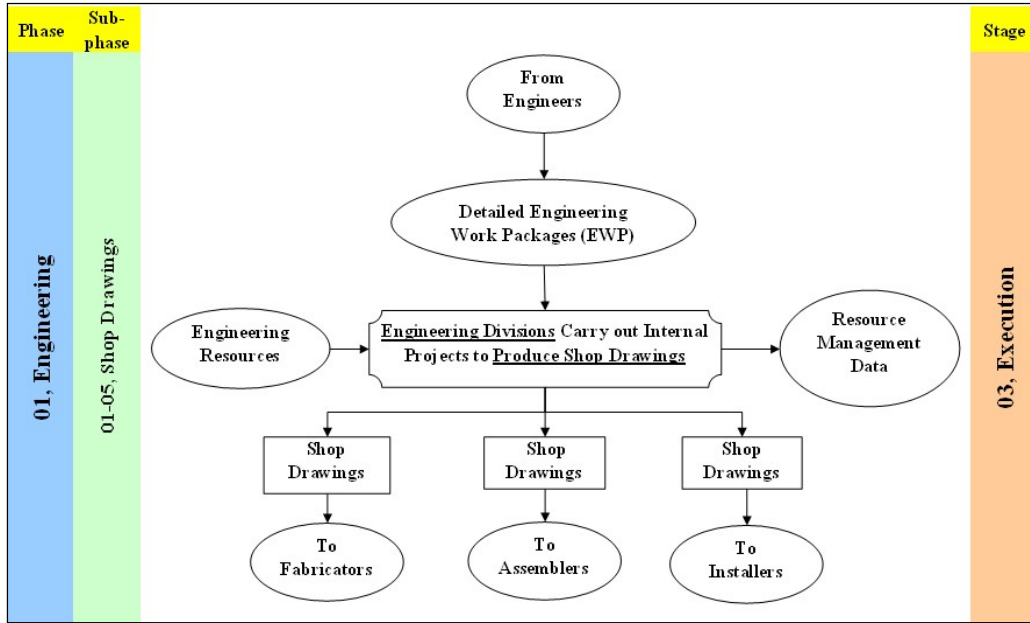 Phase
Sub-
phase
Stage
01, Engineering
01-05, Shop Drawings
03, Execution
From
Engineers
Detailed Engineering
Work Packages (EWP)
Engineering
Resources
Engineering Divisions Carry out Internal
Projects to Produce Shop Drawings
Resource
Management
Data
Shop
Drawings
Shop
Drawings
Shop
Drawings
To
Fabricators
To
Assemblers
To
Installers